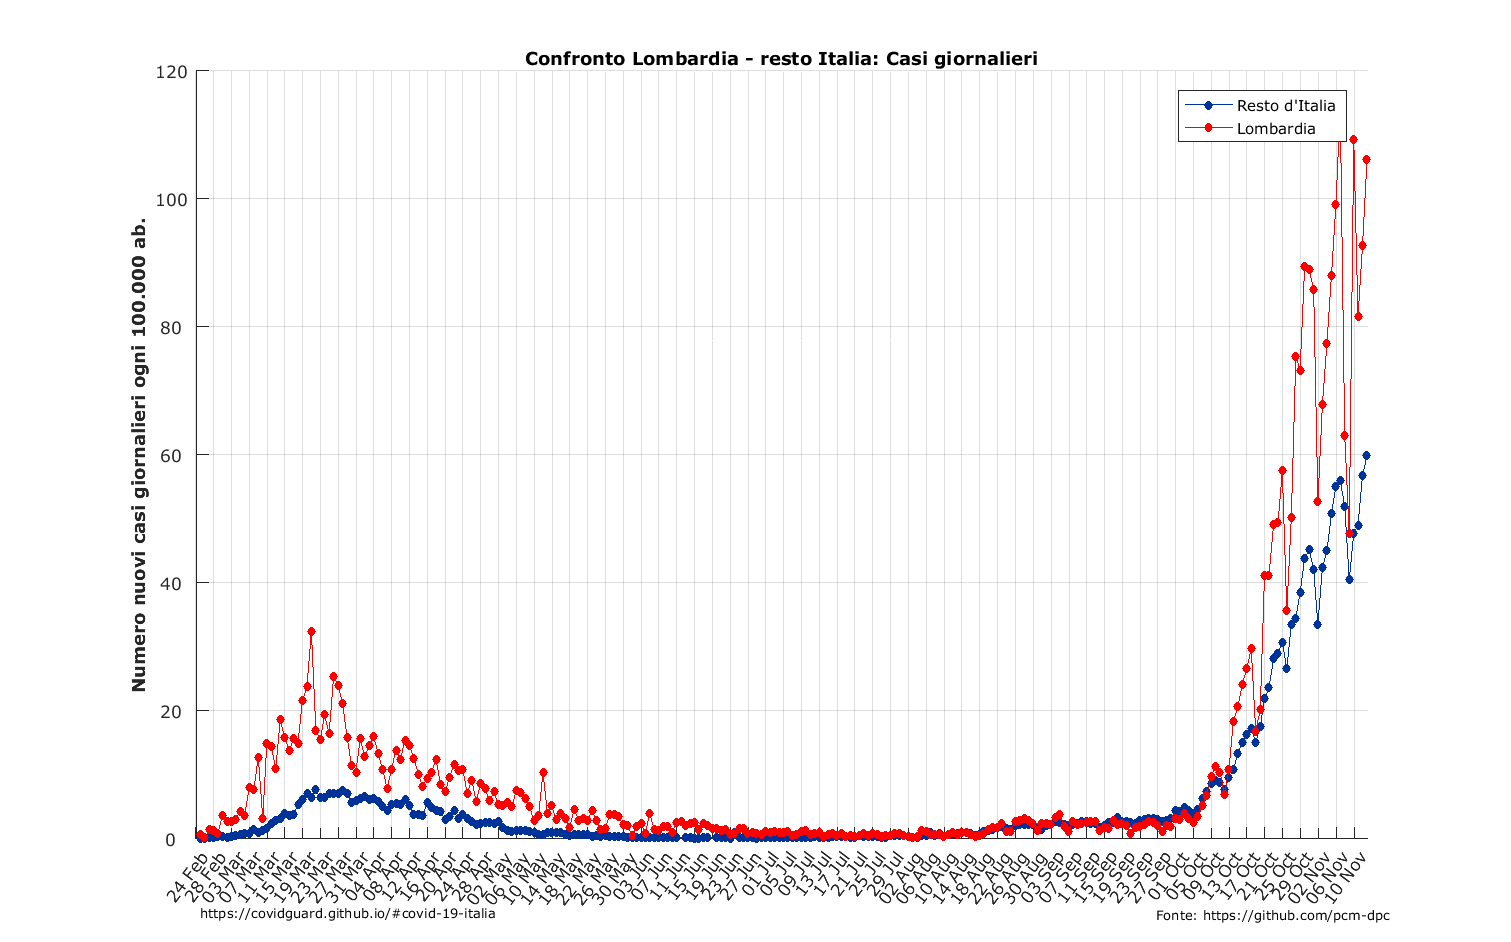 Confronto Lombardia - resto Italia: Casi giornalieri
Numero nuovi casi giornalieri ogni 100.000 ab.
120
100
80
60
40
20
0
Resto d'Italia
Lombardia
24 Feb
28 Feb
03 Mar
07 Mar
11 Mar
15 Mar
19 Mar
23 Mar
27 Mar
31 Mar
04 Apr
08 Apr
12 Apr
16 Apr
20 Apr
24 Apr
28 Apr
02 May
06 May
10 May
14 May
18 May
22 May
26 May
30 May
03 Jun
07 Jun
11 Jun
15 Jun
19 Jun
23 Jun
27 Jun
01 Jul
05 Jul
09 Jul
13 Jul
17 Jul
21 Jul
25 Jul
29 Jul
02 Aug
06 Aug
10 Aug
14 Aug
18 Aug
22 Aug
26 Aug
30 Aug
03 Sep
07 Sep
11 Sep
15 Sep
19 Sep
23 Sep
27 Sep
01 Oct
05 Oct
09 Oct
13 Oct
17 Oct
21 Oct
25 Oct
29 Oct
02 Nov
06 Nov
10 Nov
https://covidguard.github.io/#covid-19-italia
Fonte: https://github.com/pcm-dpc